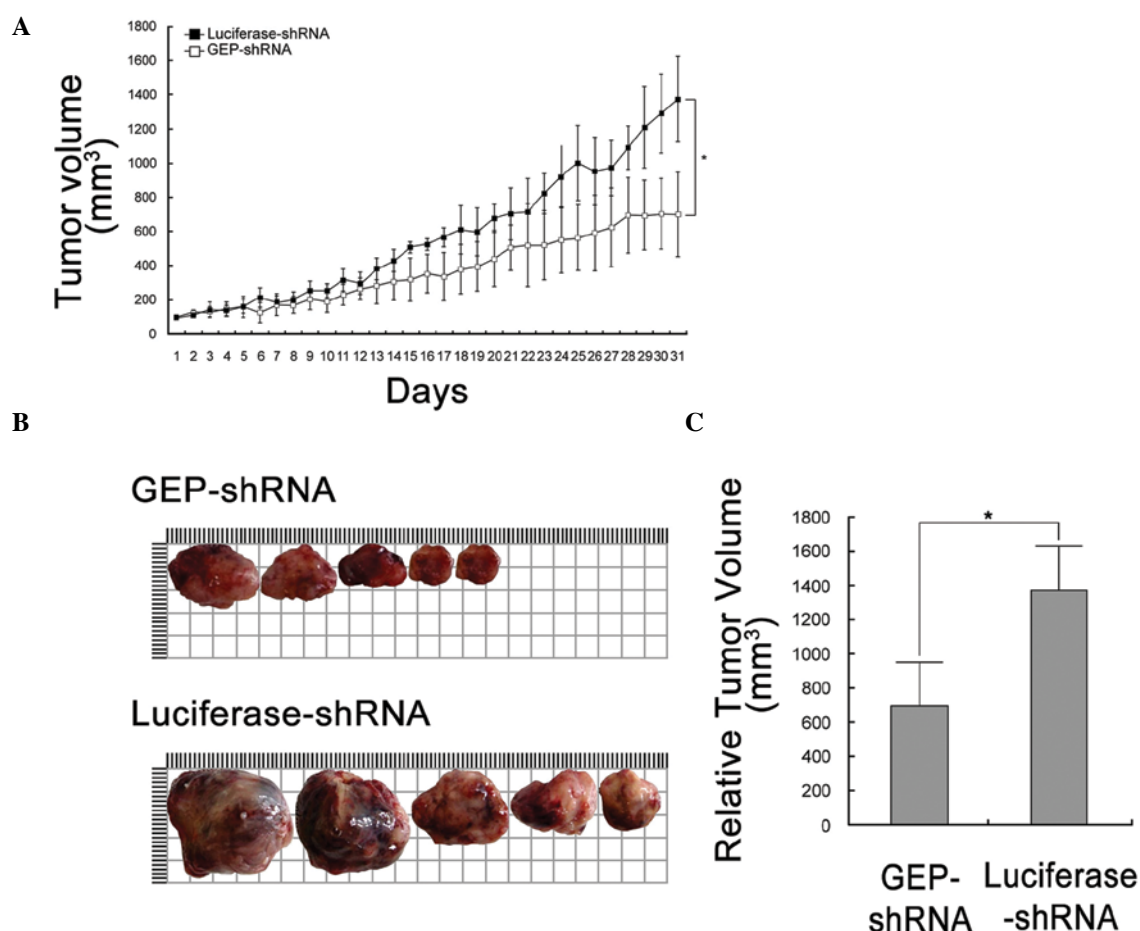 A
Luciferase-shRNA
GEP-shRNA
1800
1600
1400
1200
1000
800
600
400
200
0
Tumor volume
(mm³)
*
1 2 3 4 5 6 7 8 9 10 11 12 13 14 15 16 17 18 19 20 21 22 23 24 25 26 27 28 29 30 31
Days
B
GEP-shRNA
Luciferase-shRNA
C
Relative Tumor Volume
(mm³)
1800
1600
1400
1200
1000
800
600
400
200
0
*
GEP-
shRNA
Luciferase
-shRNA